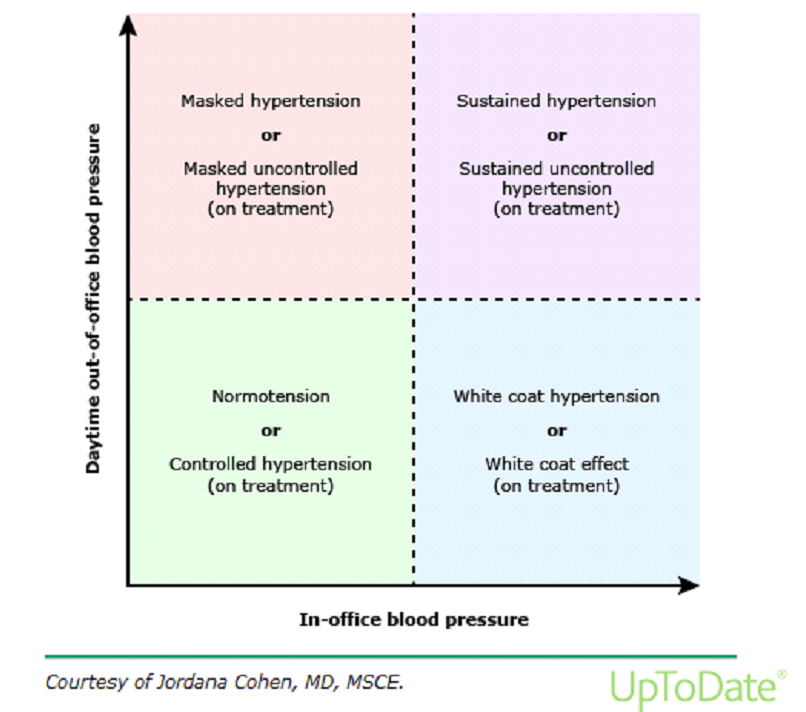 Daytime out-of-office blood pressure
Masked hypertension
or
Masked uncontrolled
hypertension
(on treatment)
Sustained hypertension
or
Sustained uncontrolled
hypertension
(on treatment)
Normotension
or
Controlled hypertension
(on treatment)
White coat hypertension
or
White coat effect
(on treatment)
In-office blood pressure
Courtesy of Jordana Cohen, MD, MSCE.
UpToDate®